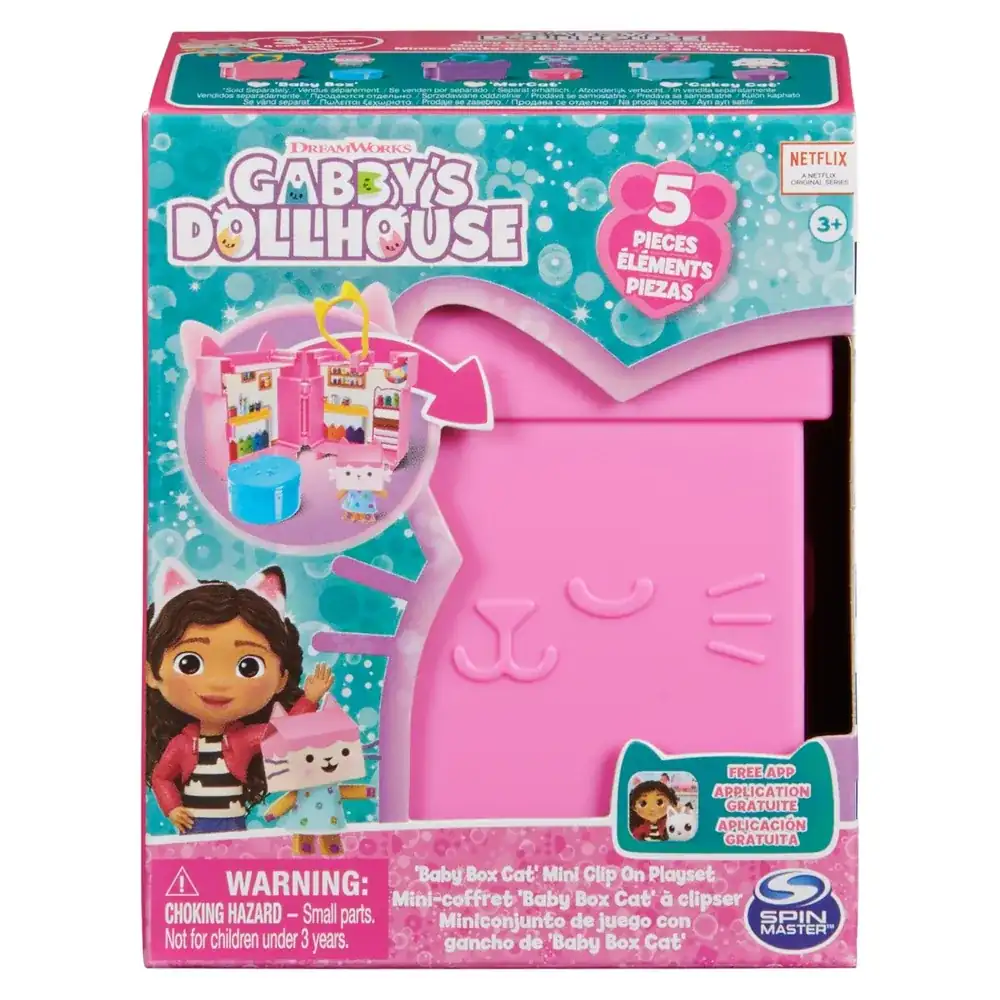 'Baby Box' 'MerCat' 'Cakey Cat'
DREAMWORKS
GABBY'S
DOLLHOUSE
NETFLIX
A NETFLIX
ORIGINAL SERIES
3+
5
PIECES
ÉLÉMENTS
PIEZAS
FREE APP
APPLICATION
GRATUITE
APLICACIÓN
GRATUITA
'Baby Box Cat' Mini Clip On Playset
Mini-coffret 'Baby Box Cat' à clipser
Miniconjunto de juego con
gancho de 'Baby Box Cat'
WARNING:
CHOKING HAZARD – Small parts.
Not for children under 3 years.
SPIN
MASTER™